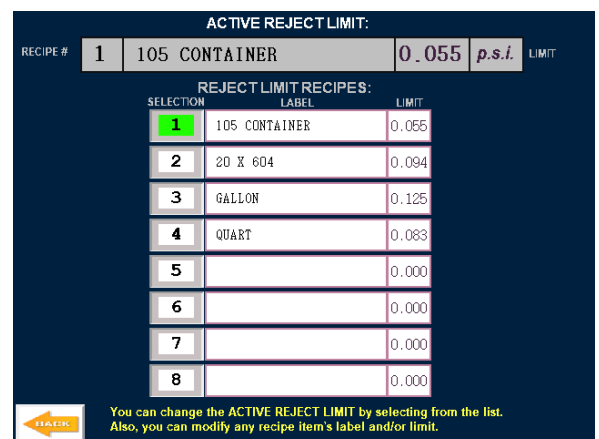 ACTIVE REJECT LIMIT:
RECIPE # 1 105 CONTAINER 0.055 p.s.i. LIMIT
REJECT LIMIT RECIPES:
SELECTION LABEL LIMIT
1 105 CONTAINER 0.055
2 20 X 604 0.094
3 GALLON 0.125
4 QUART 0.083
5 0.000
6 0.000
7 0.000
8 0.000
BACK
You can change the ACTIVE REJECT LIMIT by selecting from the list.
Also, you can modify any recipe item's label and/or limit.